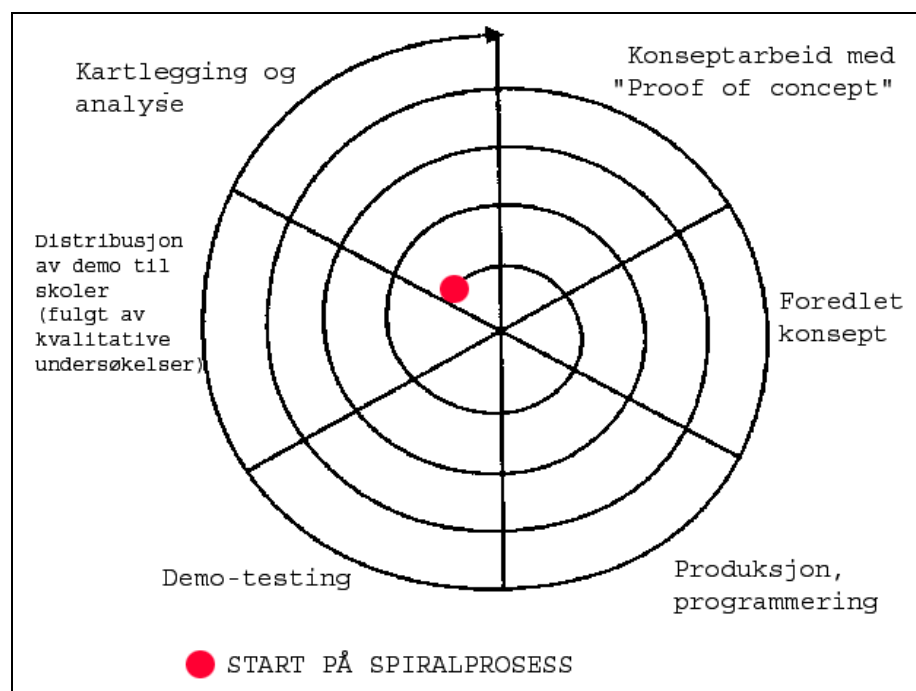 Kartlegging og
analyse
Konseptarbeid med
"Proof of concept"
Distribusjon
av demo til
skoler
(fulgt av
kvalitative
undersøkelser)
Foredlet
konsept
Demo-testing
Produksjon,
programmering
START PÅ SPIRALPROSESS